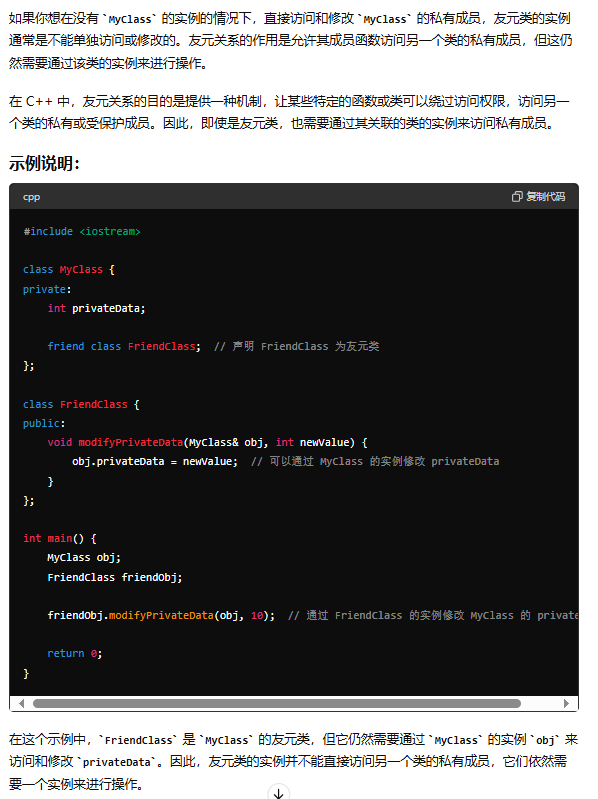 如果你想在没有 `MyClass` 的实例的情况下，直接访问和修改 `MyClass` 的私有成员，友元类的实例
通常是不能单独访问或修改的。友元关系的作用是允许其成员函数访问另一个类的私有成员，但这仍
然需要通过该类的实例来进行操作。
在 C++ 中，友元关系的目的是提供一种机制，让某些特定的函数或类可以绕过访问权限，访问另一
个类的私有或受保护成员。因此，即使是友元类，也需要通过其关联的类的实例来访问私有成员。
示例说明：
cpp 复制代码
#include <iostream>
class MyClass {
private:
    int privateData;
    friend class FriendClass;  // 声明 FriendClass 为友元类
};
class FriendClass {
public:
    void modifyPrivateData(MyClass& obj, int newValue) {
        obj.privateData = newValue;  // 可以通过 MyClass 的实例修改 privateData
    }
};
int main() {
    MyClass obj;
    FriendClass friendObj;
    friendObj.modifyPrivateData(obj, 10);  // 通过 FriendClass 的实例修改 MyClass 的 private
    return 0;
}
在这个示例中，`FriendClass` 是 `MyClass` 的友元类，但它仍然需要通过 `MyClass` 的实例 `obj` 来
访问和修改 `privateData`。因此，友元类的实例并不能直接访问另一个类的私有成员，它们依然需
要一个实例来进行操作。